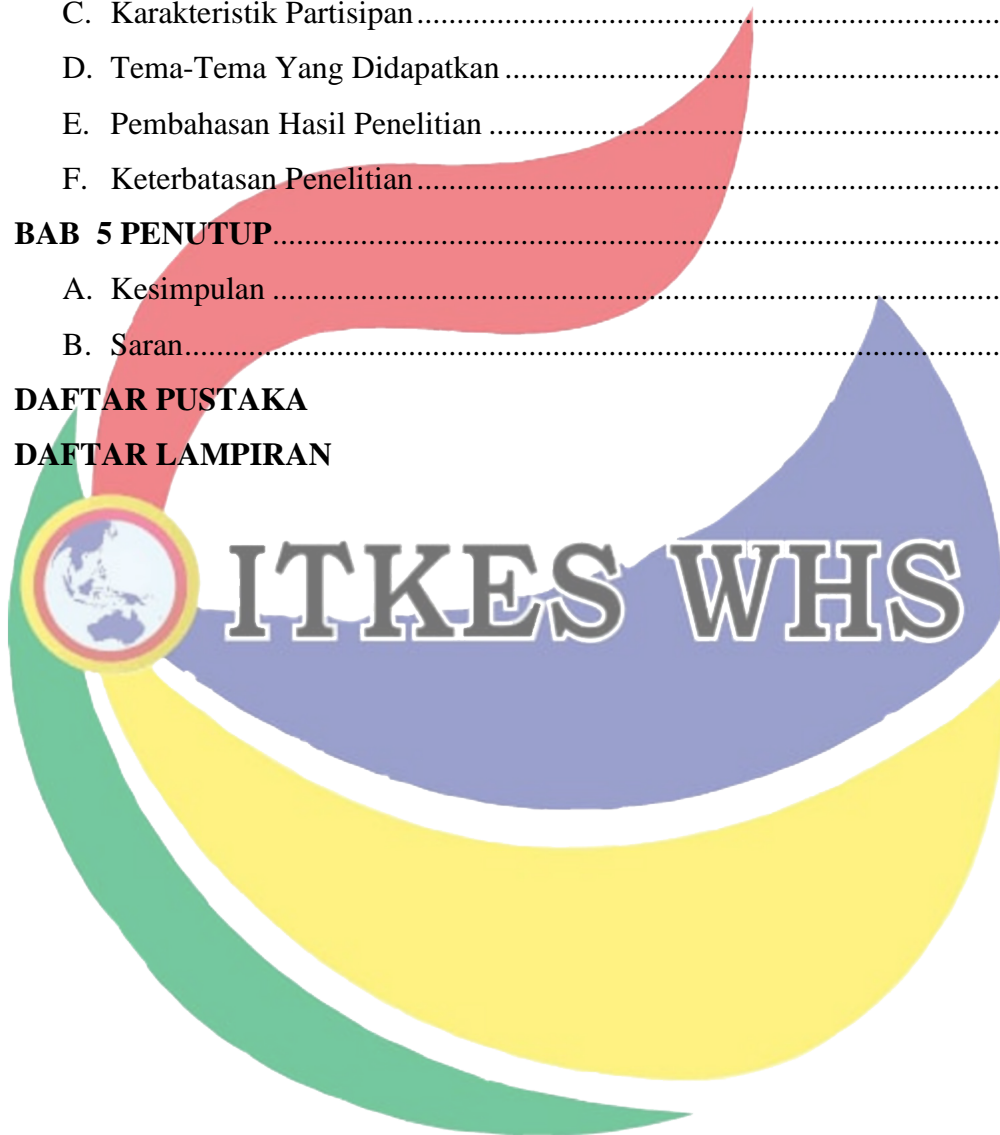 C. Karakteristik Partisipan.........................................................................
D. Tema-Tema Yang Didapatkan ..............................................................
E. Pembahasan Hasil Penelitian ................................................................
F. Keterbatasan Penelitian.........................................................................
BAB 5 PENUTUP...........................................................................................
A. Kesimpulan ...........................................................................................
B. Saran......................................................................................................
DAFTAR PUSTAKA
DAFTAR LAMPIRAN
ITKES WHS